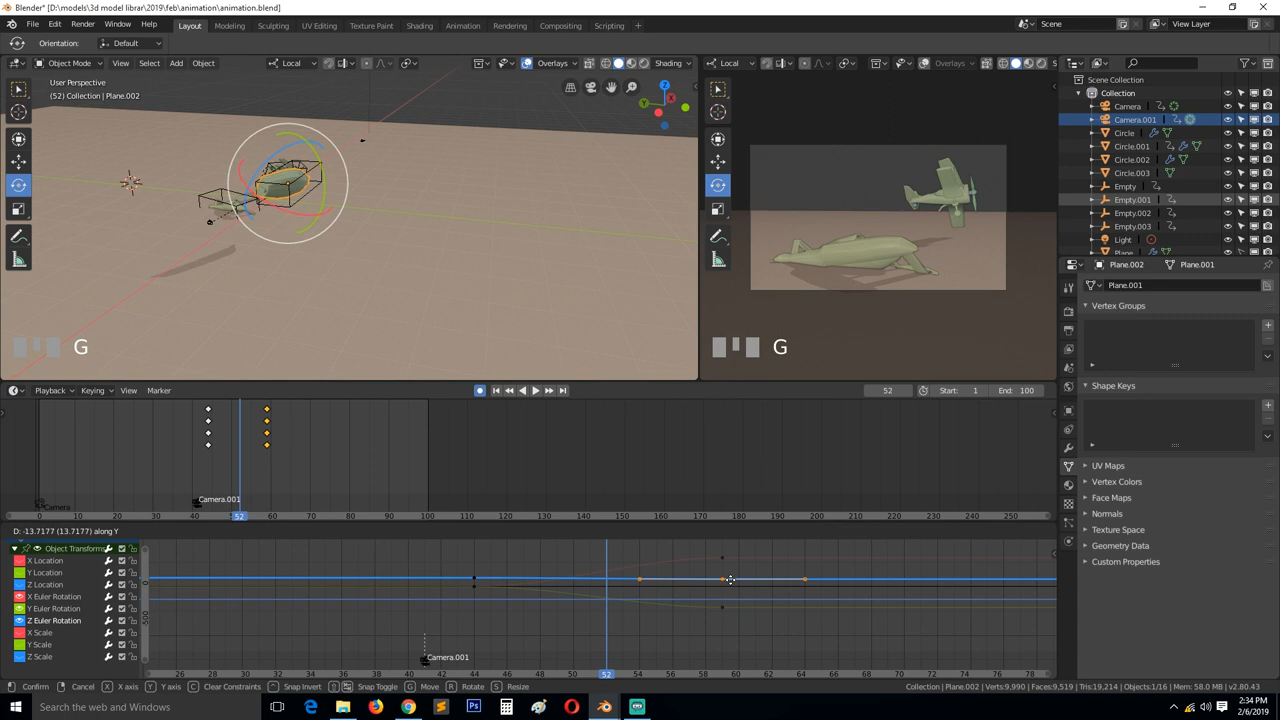 Blender* [D:\models\3d model librar\2019\feb\animation\animation.blend]
File Edit Render Window Help Layout Modeling Sculpting UV Editing Texture Paint Shading Animation Rendering Compositing Scripting Scene View Layer
Orientation: Default
Object Mode View Select Add Object Local Overlays Shading Local Overlays S
User Perspective
(52) Collection | Plane.002
Scene Collection
Collection
Camera
Camera.001
Circle
Circle.001
Circle.002
Circle.003
Empty
Empty.001
Empty.002
Empty.003
Light
Plane
Plane.002 Plane.001
Plane.001
Vertex Groups
Shape Keys
UV Maps
Vertex Colors
Face Maps
Normals
Texture Space
Geometry Data
Custom Properties
X
Y
Z
G G
Playback Keying View Marker 52 Start: 1 End: 100
Camera Camera.001
0 10 20 30 40 52 60 70 80 90 100 110 120 130 140 150 160 170 180 190 200 210 220 230 240 250
D: -13.7177 (13.7177) along Y
Object Transforms
X Location
Y Location
Z Location
X Euler Rotation
Y Euler Rotation
Z Euler Rotation
X Scale
Y Scale
Z Scale
0
-500
Camera.001
26 28 30 32 34 36 38 40 42 44 46 48 50 52 54 56 58 60 62 64 66 68 70 72 74 76 78
Confirm Cancel X X axis Y Y axis C Clear Constraints Snap Invert Snap Toggle G Move R Rotate S Resize Collection | Plane.002 | Verts:9,990 | Faces:9,519 | Tris:19,214 | Objects:1/16 | Mem: 58.0 MB | v2.80.43
Type here to search
2:34 PM
2/6/2019